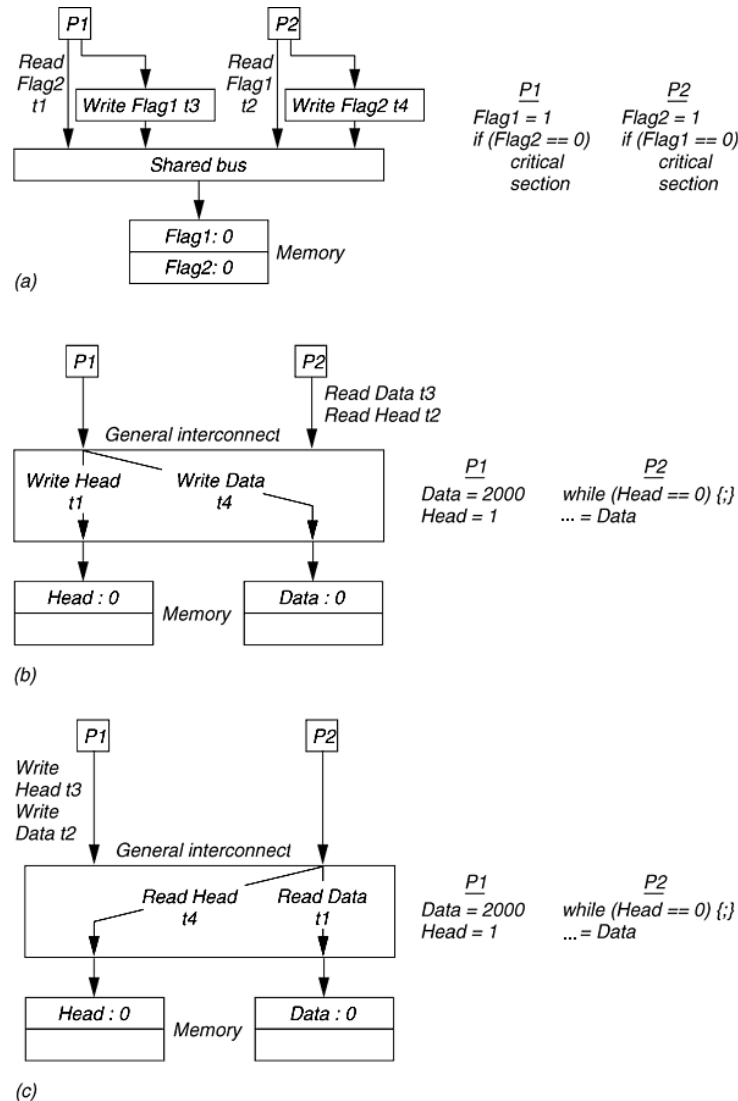 P1
P2
Read
Flag2
t1
Write Flag1 t3
Read
Flag1
t2
Write Flag2 t4
Shared bus
Flag1: 0
Flag2: 0
Memory
P1
Flag1 = 1
if (Flag2 == 0)
critical
section
P2
Flag2 = 1
if (Flag1 == 0)
critical
section
(a)
P1
P2
Read Data t3
Read Head t2
General interconnect
Write Head
t1
Write Data
t4
Head : 0
Memory
Data : 0
P1
Data = 2000
Head = 1
P2
while (Head == 0) {;}
... = Data
(b)
P1
P2
Write
Head t3
Write
Data t2
General interconnect
Read Head
t4
Read Data
t1
Head : 0
Memory
Data : 0
P1
Data = 2000
Head = 1
P2
while (Head == 0) {;}
... = Data
(c)